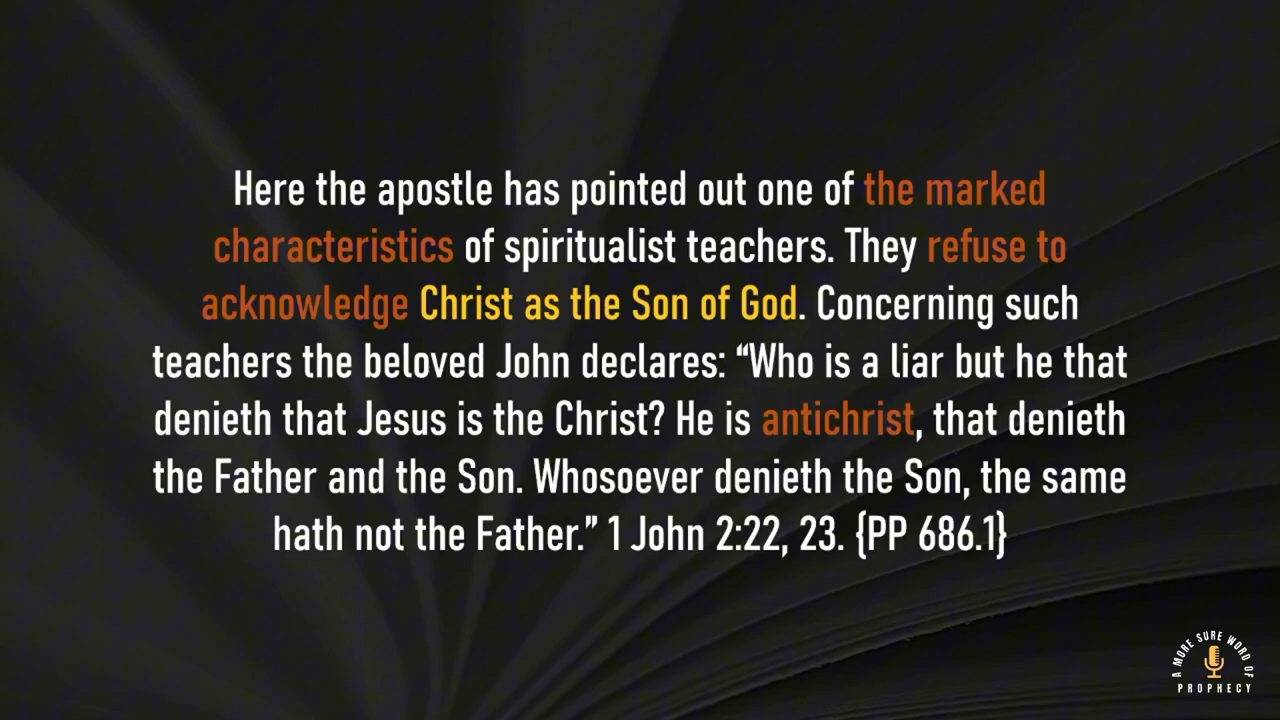 Here the apostle has pointed out one of the marked
characteristics of spiritualist teachers. They refuse to
acknowledge Christ as the Son of God. Concerning such
teachers the beloved John declares: “Who is a liar but he that
denieth that Jesus is the Christ? He is antichrist, that denieth
the Father and the Son. Whosoever denieth the Son, the same
hath not the Father.” 1 John 2:22, 23. {PP 686.1}
A MORE SURE WORD OF
PROPHECY